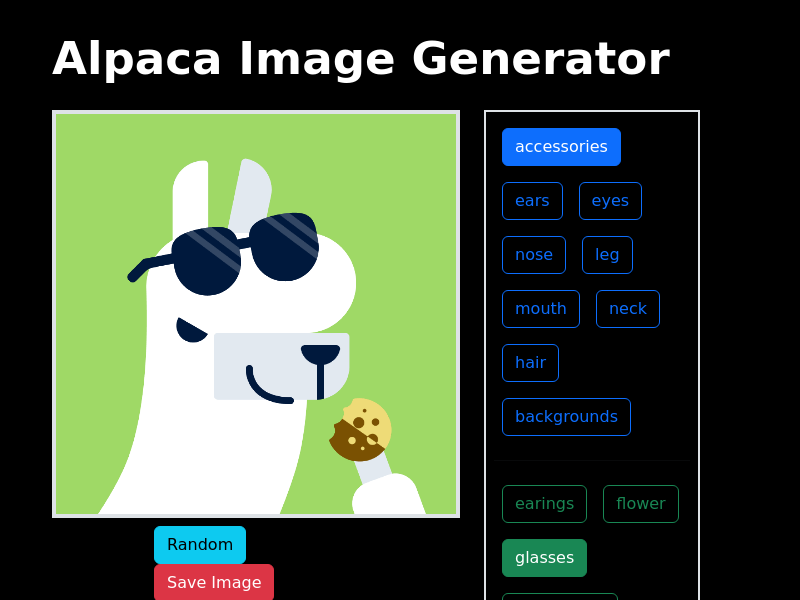 Alpaca Image Generator
accessories
ears eyes
nose leg
mouth neck
hair
backgrounds
earings flower
glasses
Random
Save Image